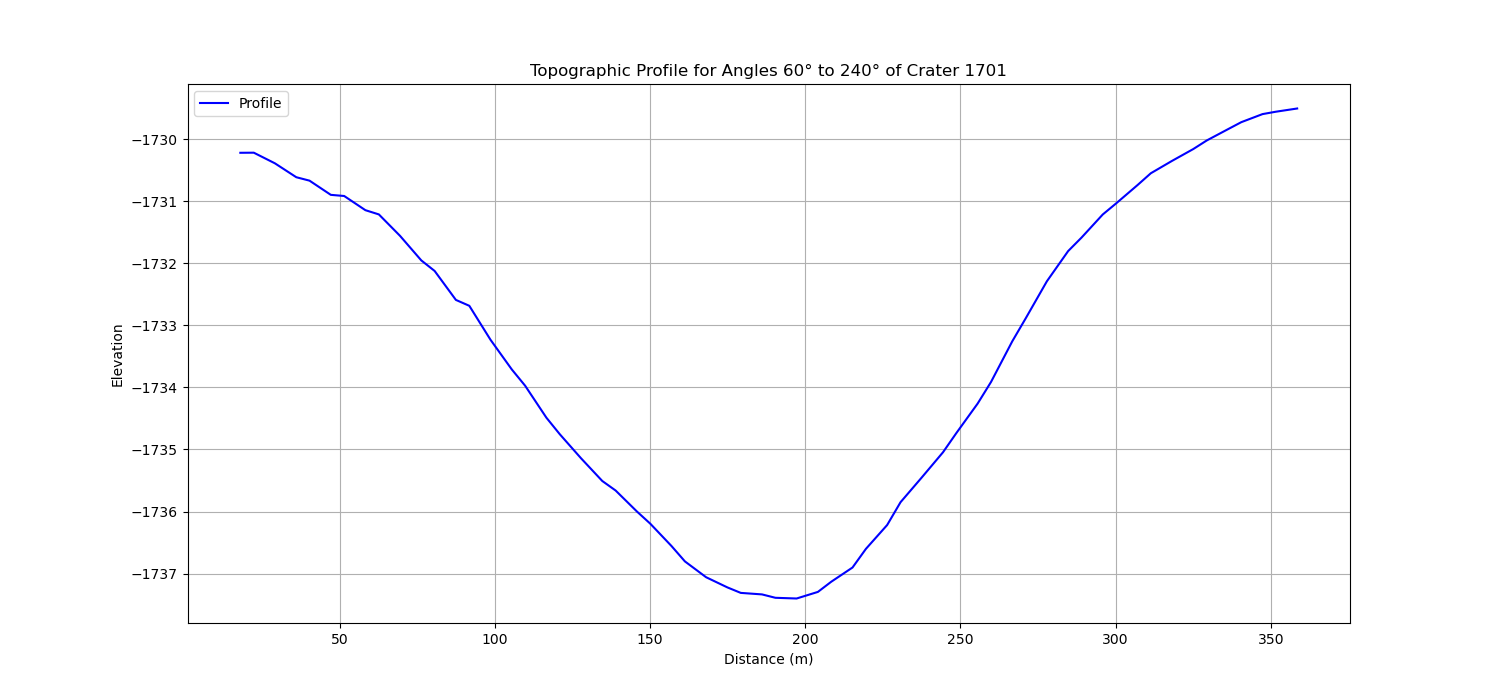 Topographic Profile for Angles 60° to 240° of Crater 1701
Profile
−1730
−1731
−1732
−1733
−1734
−1735
−1736
−1737
Elevation
50 100 150 200 250 300 350
Distance (m)